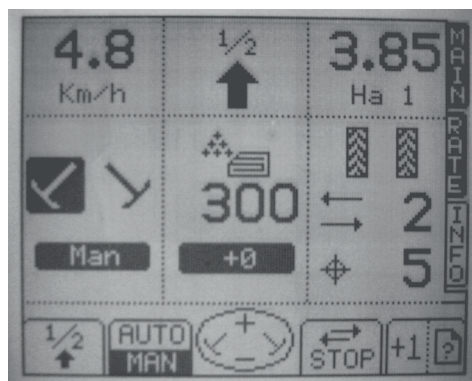 4.8 1/2 3.85
Km/h Ha 1
MAIN
RATE
INFO
300 2
Man +0 5
1/2 AUTO + STOP +1 ?
MAN −